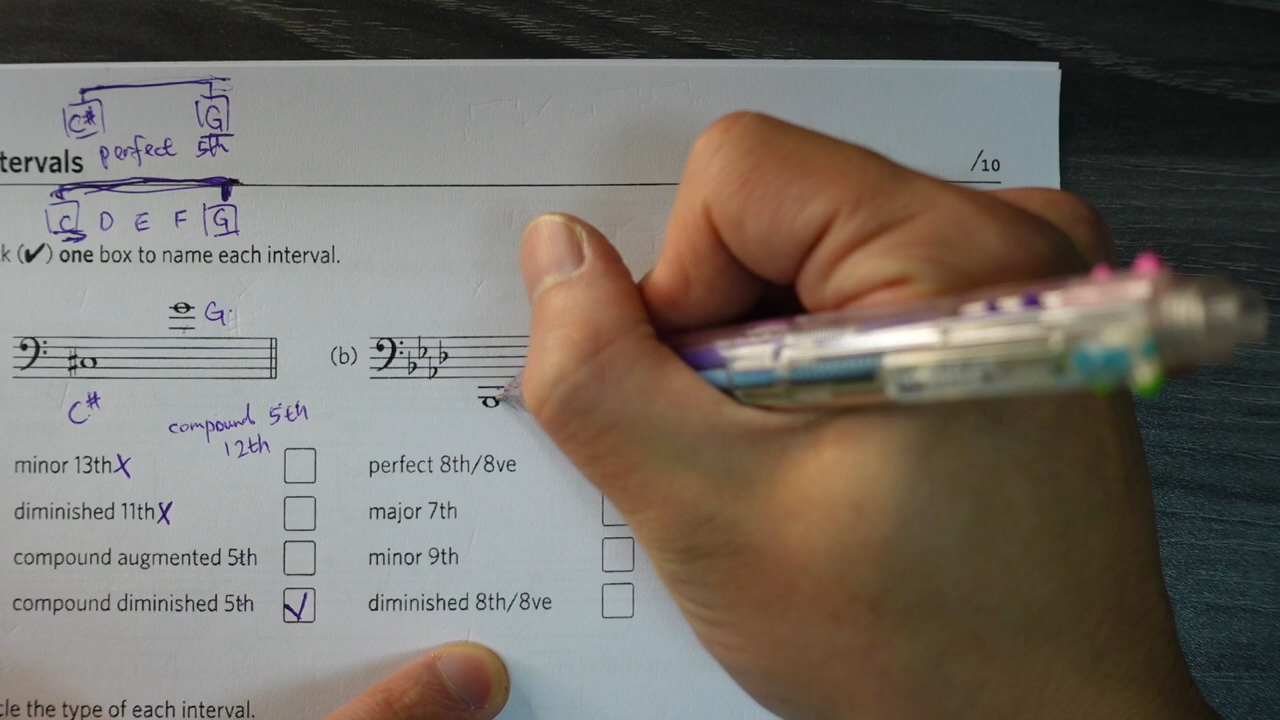 C# G
perfect 5th
tervals /10
C D E F G
k (✔) one box to name each interval.
G
(b)
C#
compound 5th
12th
minor 13th X
diminished 11th X
compound augmented 5th
compound diminished 5th ✓
perfect 8th/8ve
major 7th
minor 9th
diminished 8th/8ve
cle the type of each interval.